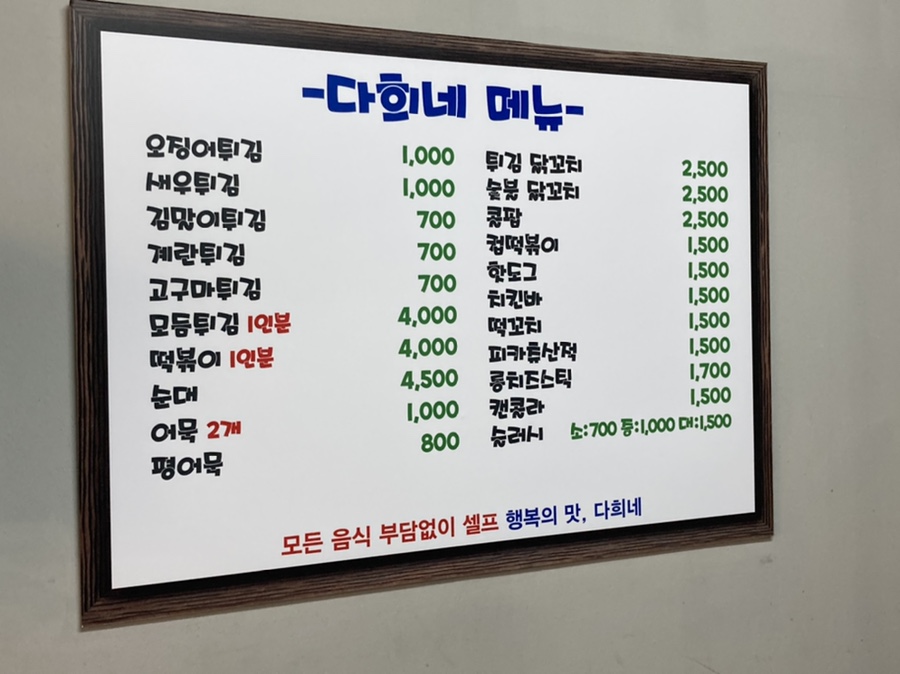 -다희네 메뉴-
오징어튀김 1,000
새우튀김 1,000
김말이튀김 700
계란튀김 700
고구마튀김 700
모듬튀김 1인분 4,000
떡볶이 1인분 4,000
순대 4,500
어묵 2개 1,000
평어묵 800
튀김 닭꼬치 2,500
숯불 닭꼬치 2,500
콜팝 2,500
컵떡볶이 1,500
핫도그 1,500
치킨바 1,500
떡꼬치 1,500
피카츄산적 1,500
롱치즈스틱 1,700
캔콜라 1,500
슬러시 소:700 중:1,000 대:1,500
모든 음식 부담없이 셀프 행복의 맛, 다희네